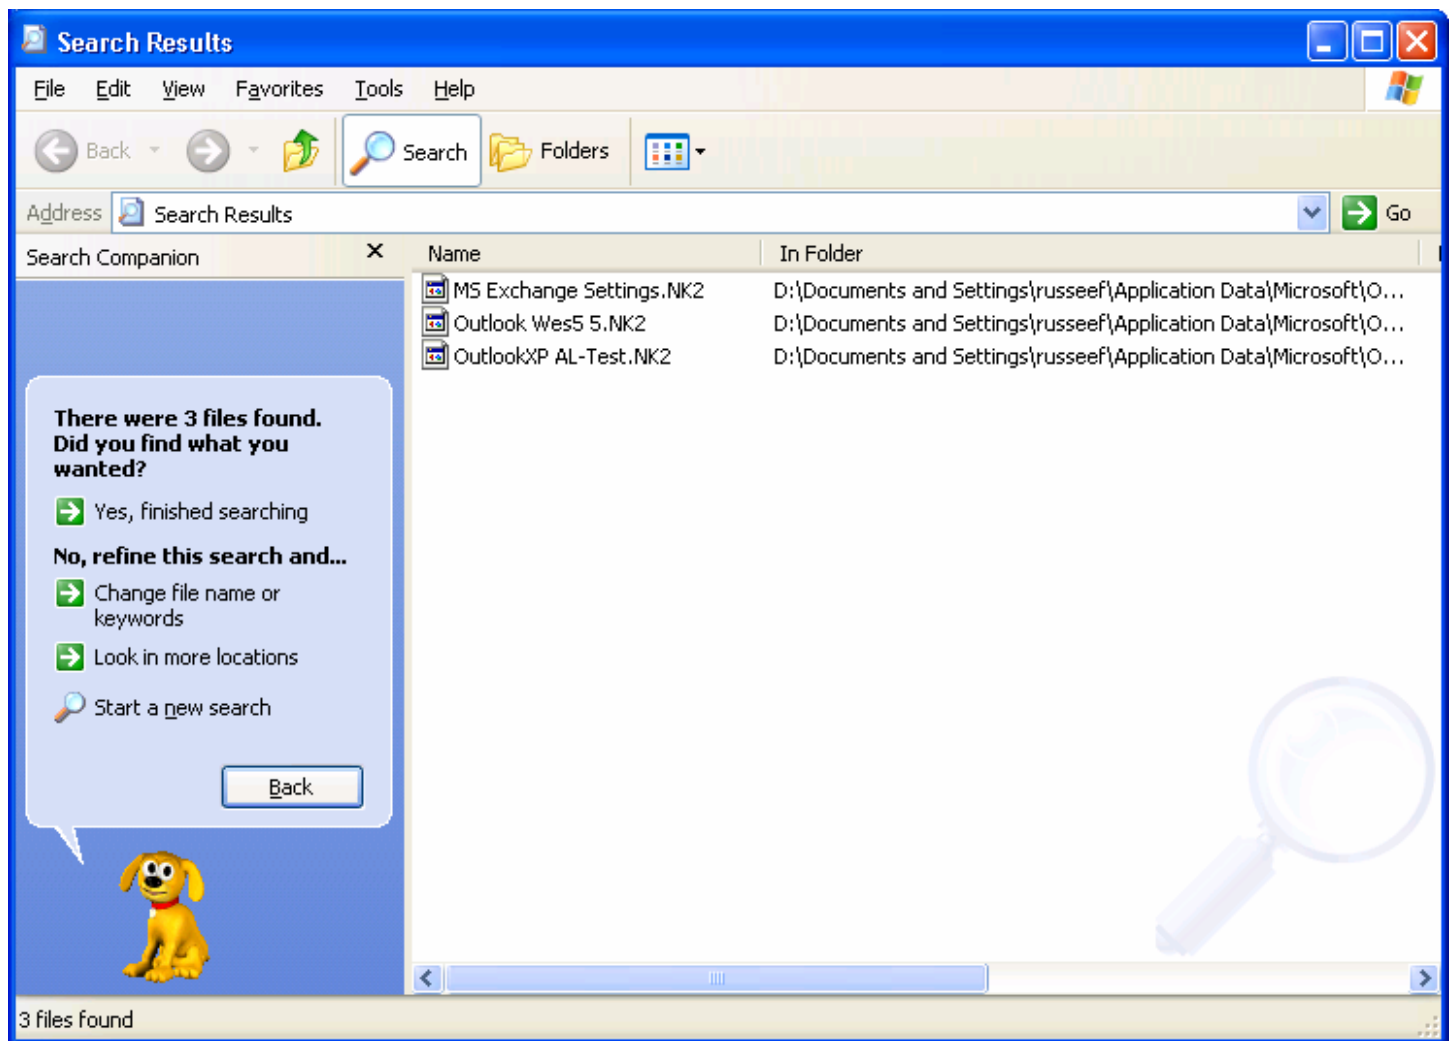 Search Results
File Edit View Favorites Tools Help
Back Search Folders
Address Search Results Go
Search Companion
Name In Folder
MS Exchange Settings.NK2 D:\Documents and Settings\russeef\Application Data\Microsoft\O...
Outlook Wes5 5.NK2 D:\Documents and Settings\russeef\Application Data\Microsoft\O...
OutlookXP AL-Test.NK2 D:\Documents and Settings\russeef\Application Data\Microsoft\O...
There were 3 files found.
Did you find what you
wanted?
Yes, finished searching
No, refine this search and...
Change file name or
keywords
Look in more locations
Start a new search
Back
3 files found